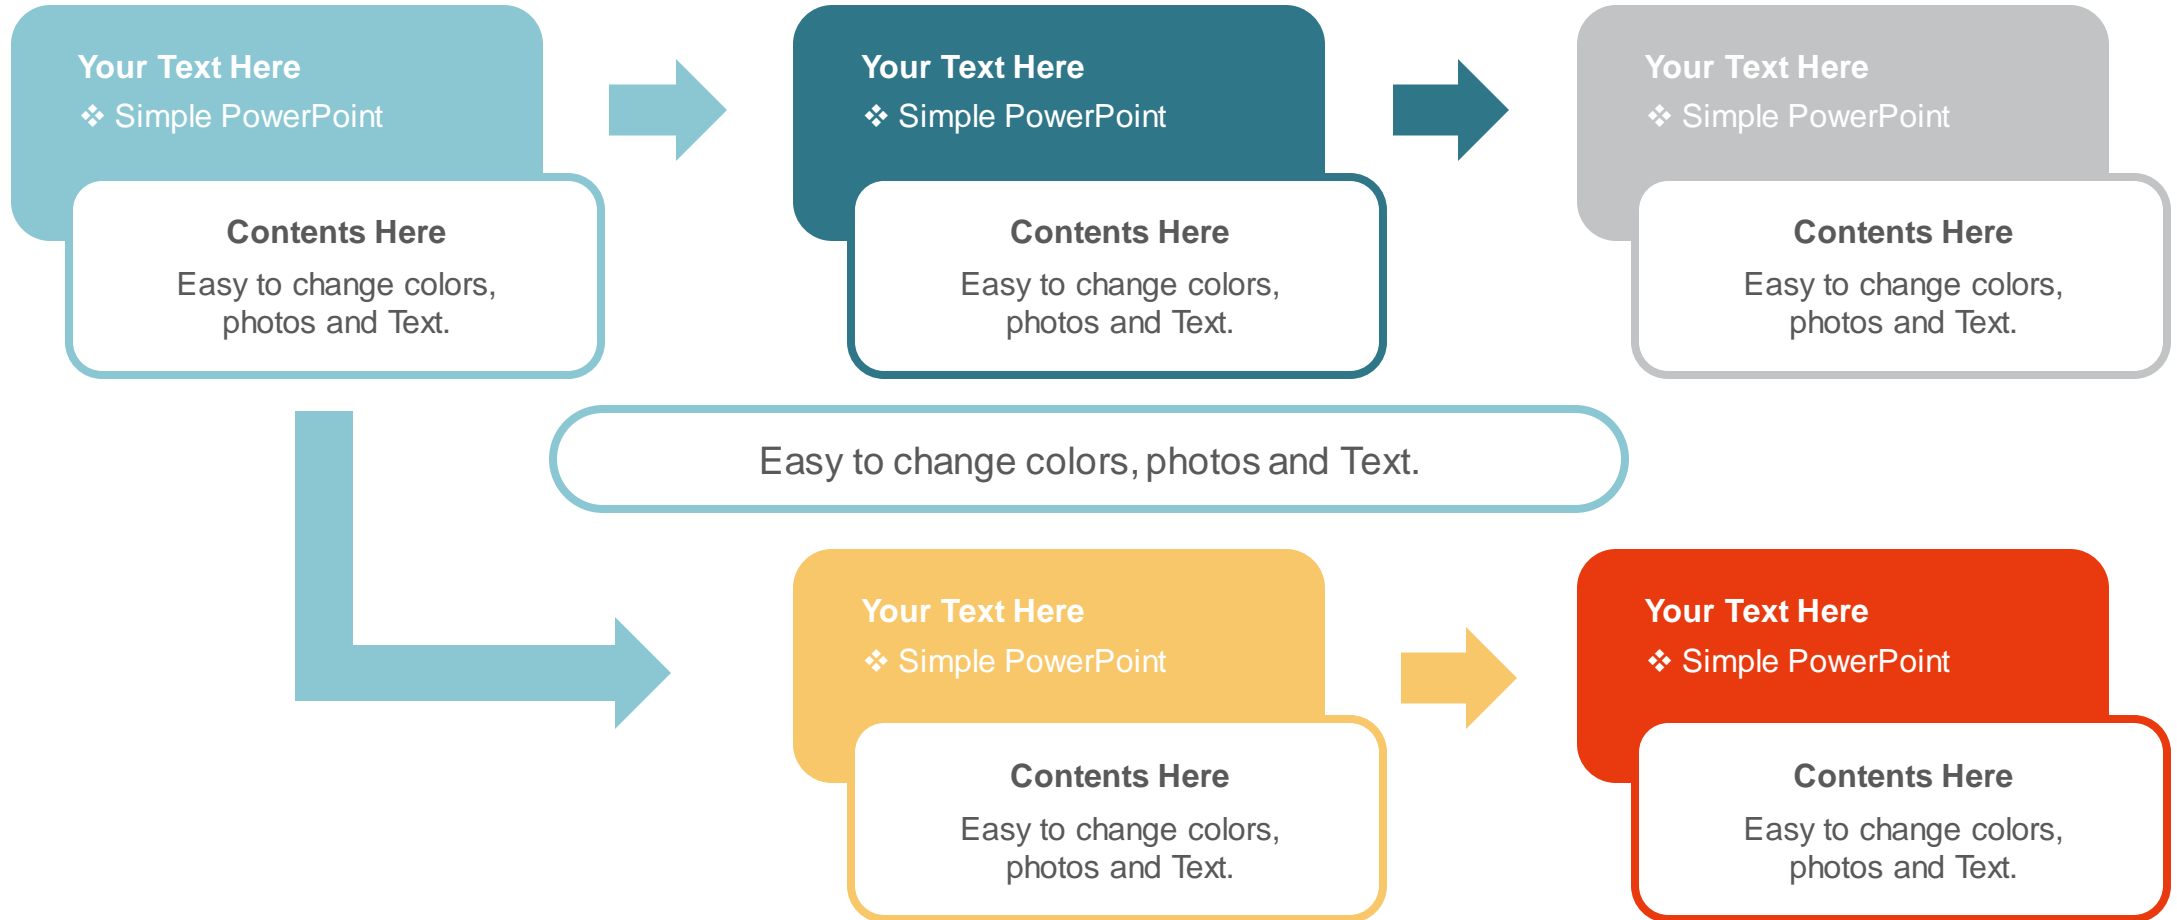 Your Text Here
❖ Simple PowerPoint
Contents Here
Easy to change colors,
photos and Text.
Your Text Here
❖ Simple PowerPoint
Contents Here
Easy to change colors,
photos and Text.
Your Text Here
❖ Simple PowerPoint
Contents Here
Easy to change colors,
photos and Text.
Easy to change colors, photos and Text.
Your Text Here
❖ Simple PowerPoint
Contents Here
Easy to change colors,
photos and Text.
Your Text Here
❖ Simple PowerPoint
Contents Here
Easy to change colors,
photos and Text.